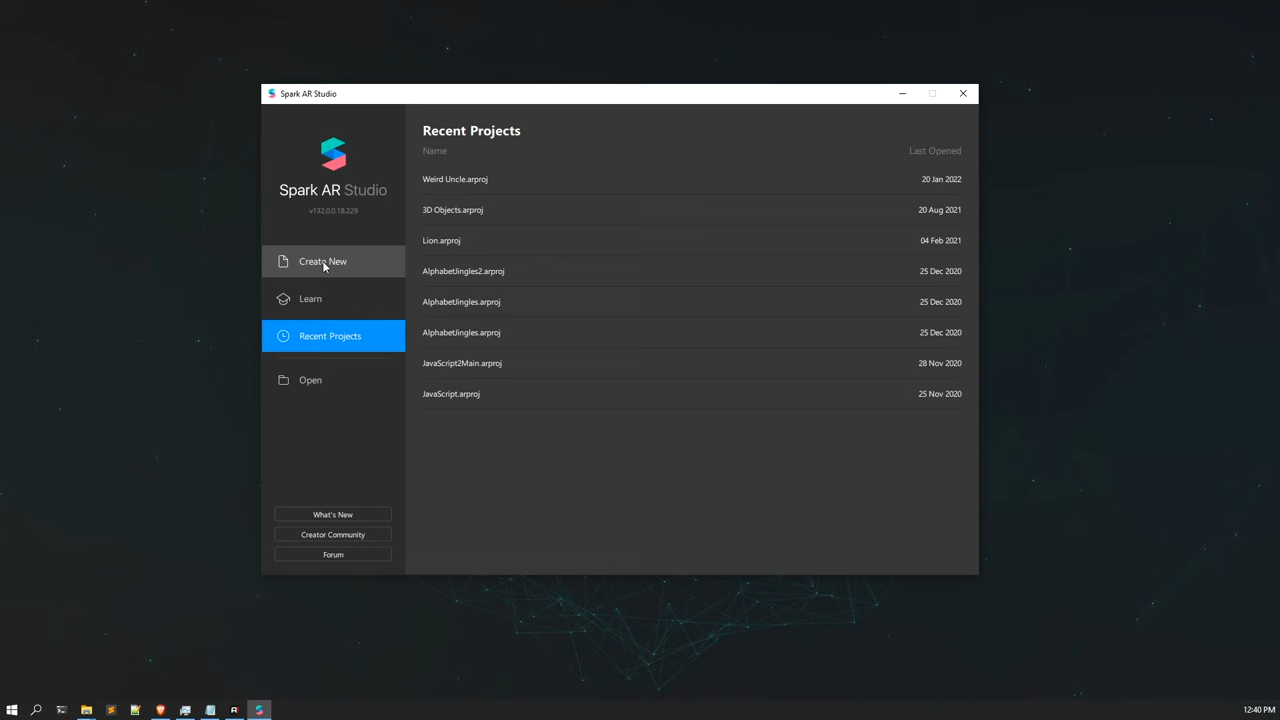 Spark AR Studio
Spark AR Studio
v132.0.0.18.229
Create New
Learn
Recent Projects
Open
What's New
Creator Community
Forum
Recent Projects
Name Last Opened
Weird Uncle.arproj 20 Jan 2022
3D Objects.arproj 20 Aug 2021
Lion.arproj 04 Feb 2021
AlphabetJingles2.arproj 25 Dec 2020
AlphabetJingles.arproj 25 Dec 2020
AlphabetJingles.arproj 25 Dec 2020
JavaScript2Main.arproj 28 Nov 2020
JavaScript.arproj 25 Nov 2020
12:40 PM